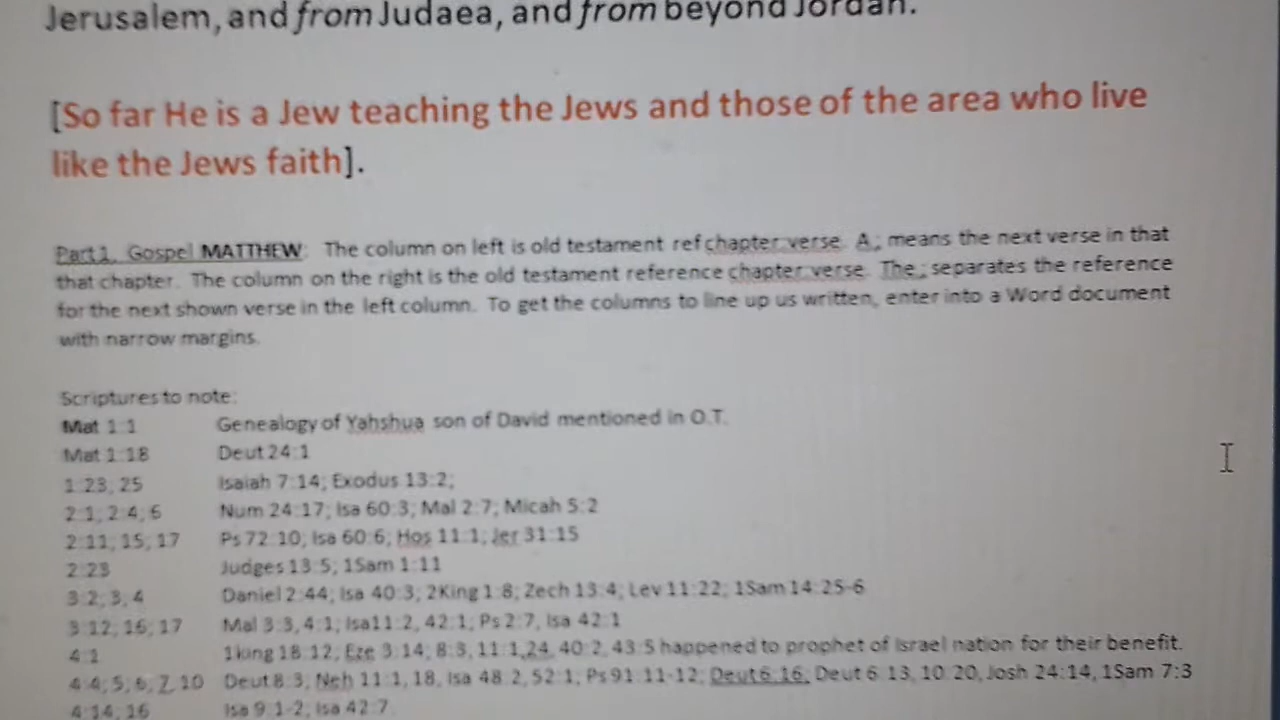 Jerusalem, and from Judaea, and from beyond Jordan.
[So far He is a Jew teaching the Jews and those of the area who live
like the Jews faith].
Part 1. Gospel MATTHEW: The column on left is old testament ref chapter:verse. A ; means the next verse in that
that chapter. The column on the right is the old testament reference chapter:verse. The ; separates the reference
for the next shown verse in the left column. To get the columns to line up us written, enter into a Word document
with narrow margins.
Scriptures to note:
Mat 1:1 Genealogy of Yahshua son of David mentioned in O.T.
Mat 1:18 Deut 24:1
1:23, 25 Isaiah 7:14; Exodus 13:2;
2:1; 2:4, 6 Num 24:17; Isa 60:3; Mal 2:7; Micah 5:2
2:11; 15; 17 Ps 72:10; Isa 60:6; Hos 11:1; Jer 31:15
2:23 Judges 13:5; 1Sam 1:11
3:2, 3, 4 Daniel 2:44; Isa 40:3; 2King 1:8; Zech 13:4; Lev 11:22; 1Sam 14:25-6
3:12; 16; 17 Mal 3:3, 4:1; Isa11:2, 42:1; Ps 2:7, Isa 42:1
4:1 1king 18:12; Eze 3:14; 8:3, 11:1,24, 40:2, 43:5 happened to prophet of Israel nation for their benefit.
4:4; 5; 6; 7, 10 Deut 8:3, Neh 11:1, 18, Isa 48:2, 52:1; Ps 91:11-12; Deut 6:16; Deut 6:13, 10:20, Josh 24:14, 1Sam 7:3
4:14; 16 Isa 9:1-2; Isa 42:7